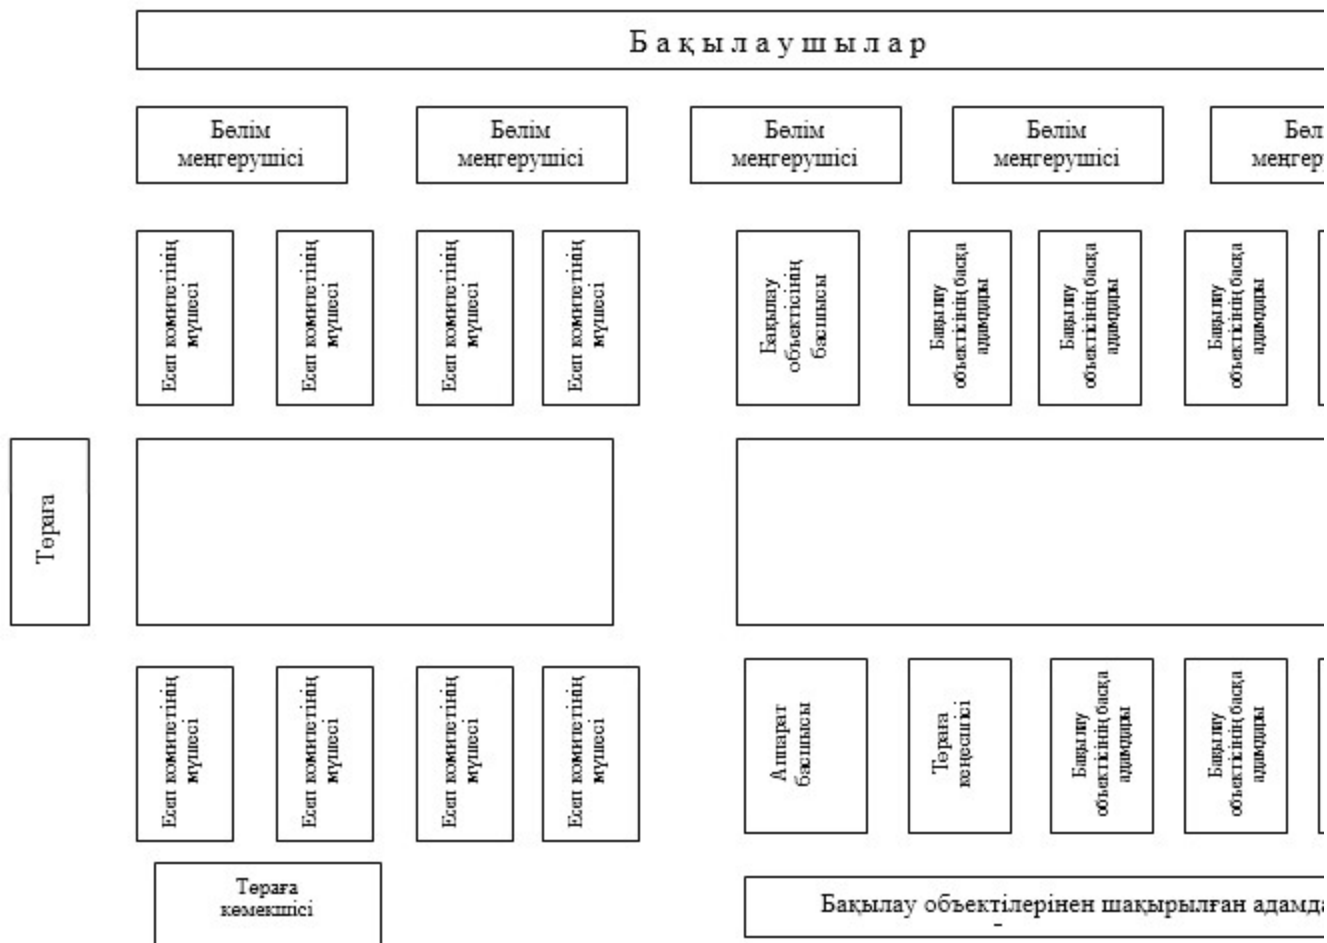 Бақылаушылар
Бөлім
меңгерушісі
Бөлім
меңгерушісі
Бөлім
меңгерушісі
Бөлім
меңгерушісі
Есеп комитетінің
мүшесі
Есеп комитетінің
мүшесі
Есеп комитетінің
мүшесі
Есеп комитетінің
мүшесі
Бақылау
объектісінің
басшысы
Бақылау
объектісінің басқа
адамдары
Бақылау
объектісінің басқа
адамдары
Бақылау
объектісінің басқа
адамдары
Төраға
Есеп комитетінің
мүшесі
Есеп комитетінің
мүшесі
Есеп комитетінің
мүшесі
Есеп комитетінің
мүшесі
Аппарат
басшысы
Төраға
кеңесшісі
Бақылау
объектісінің басқа
адамдары
Бақылау
объектісінің басқа
адамдары
Төраға
көмекшісі
Бақылау объектілерінен шақырылған